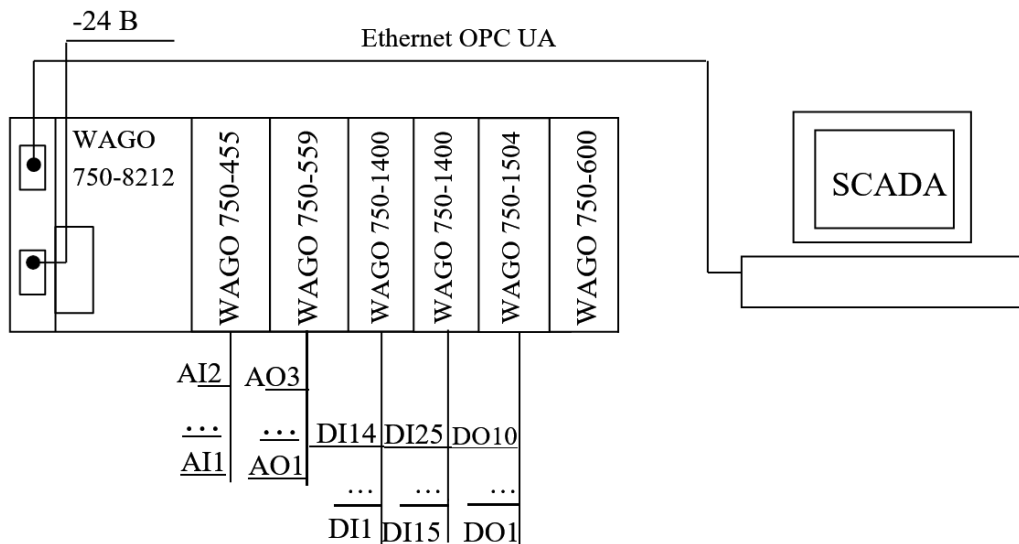 -24 В
Ethernet OPC UA
WAGO
750-8212
WAGO 750-455
WAGO 750-559
WAGO 750-1400
WAGO 750-1400
WAGO 750-1504
WAGO 750-600
SCADA
AI2
...
AI1
AO3
...
AO1
DI14
...
DI1
DI25
...
DI15
DO10
...
DO1